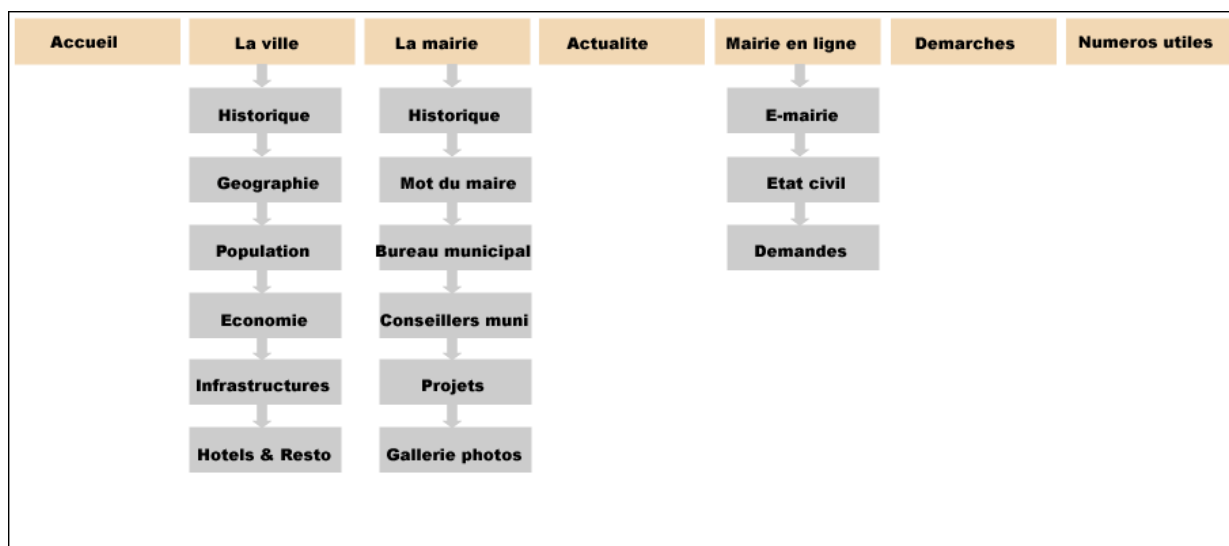 Accueil
La ville
La mairie
Actualite
Mairie en ligne
Demarches
Numeros utiles
Historique
Geographie
Population
Economie
Infrastructures
Hotels & Resto
Historique
Mot du maire
Bureau municipal
Conseillers muni
Projets
Gallerie photos
E-mairie
Etat civil
Demandes